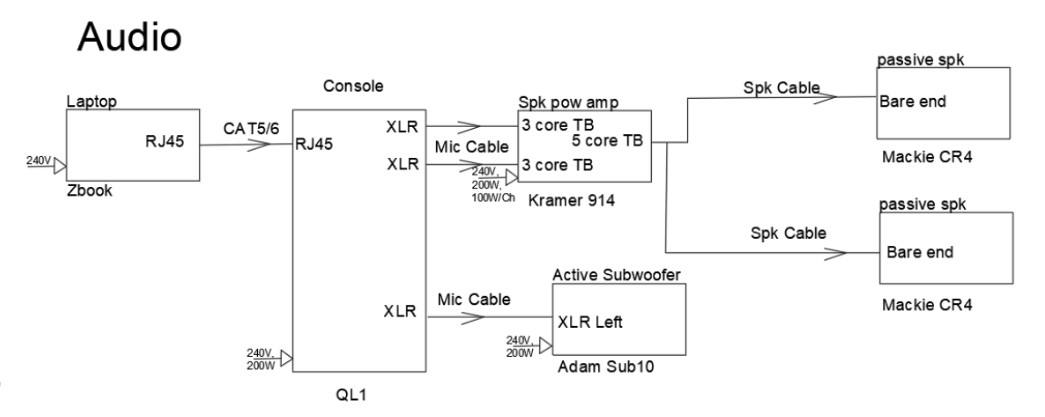 Audio
Laptop
RJ45
240V
Zbook
CAT5/6
Console
RJ45
XLR
XLR
XLR
240V,
200W
QL1
Mic Cable
Spk pow amp
3 core TB
5 core TB
3 core TB
240V,
200W,
100W/Ch
Kramer 914
Spk Cable
passive spk
Bare end
Mackie CR4
Spk Cable
passive spk
Bare end
Mackie CR4
Mic Cable
Active Subwoofer
XLR Left
240V,
200W
Adam Sub10